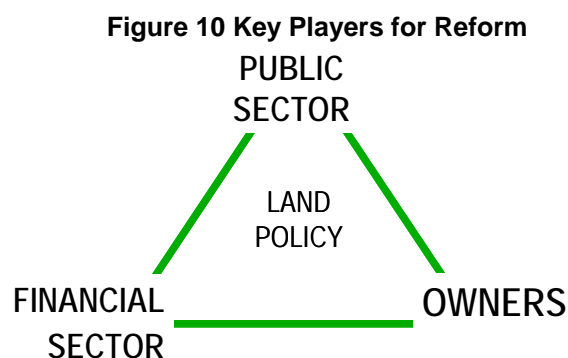 Figure 10 Key Players for Reform
PUBLIC
SECTOR
LAND
POLICY
FINANCIAL
SECTOR
OWNERS